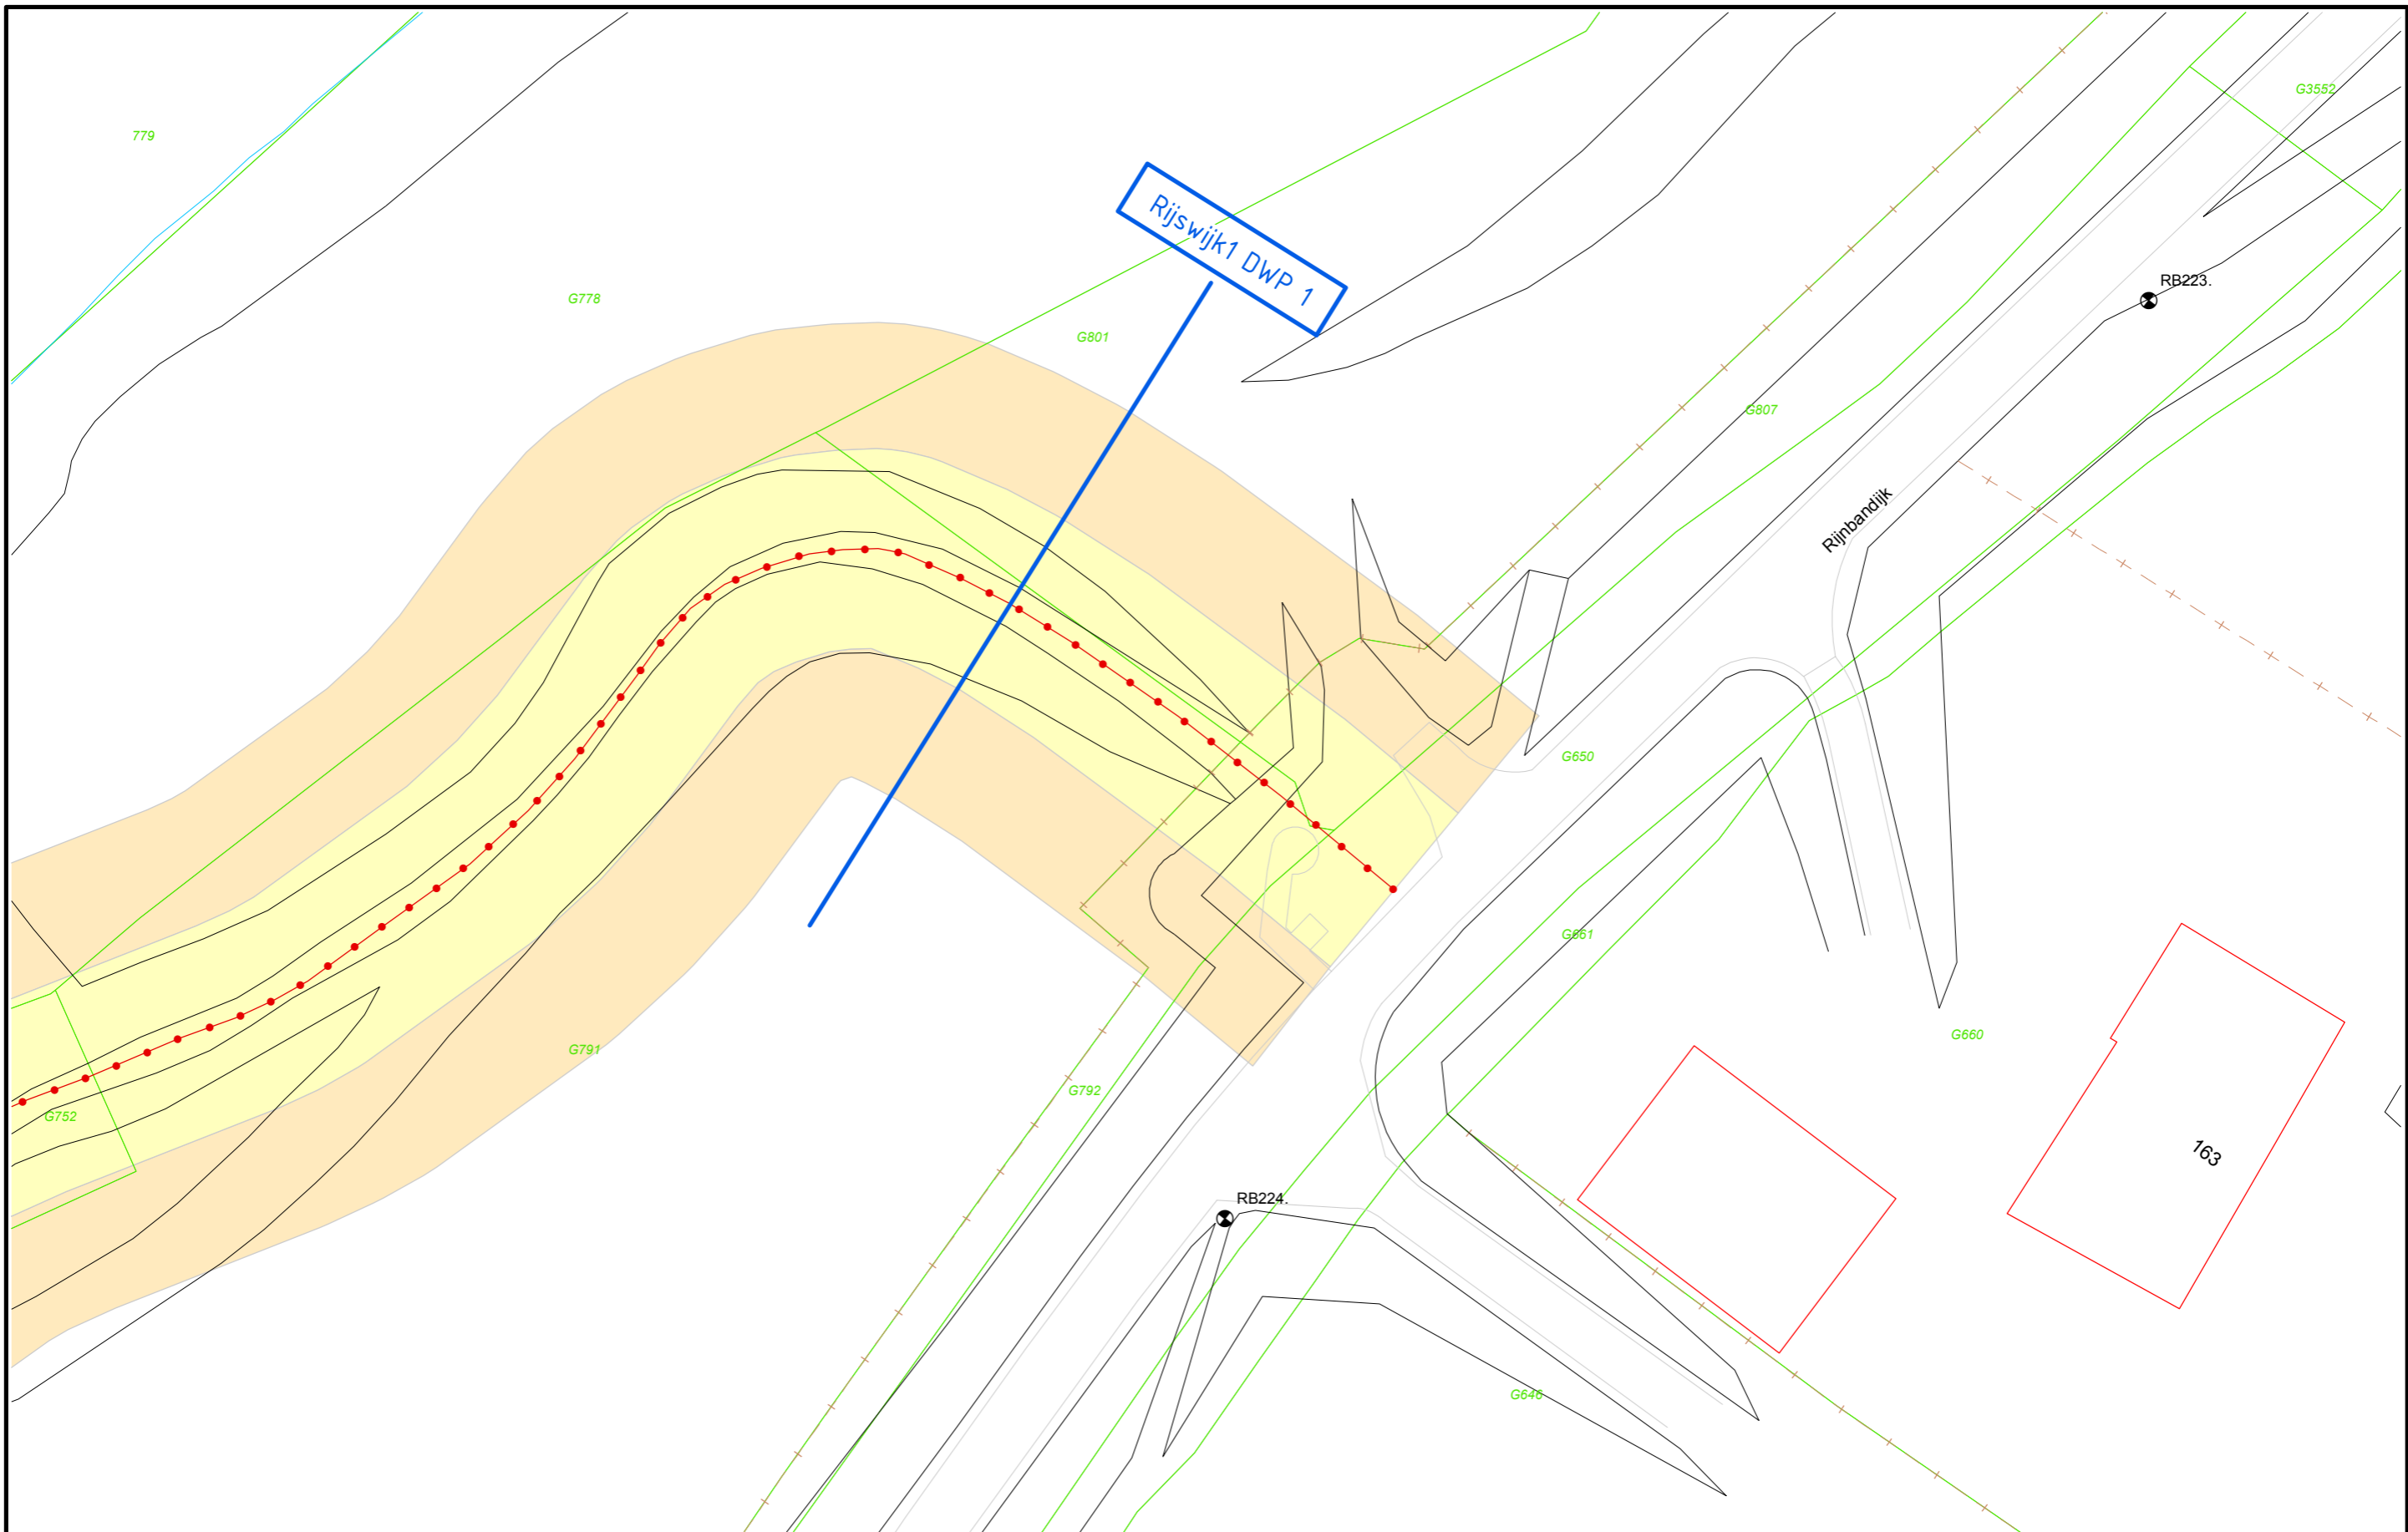 G3552
779
Rijswijk1 DWP 1
RB223.
G778
G801
G807
Rijnbandijk
G650
G661
G660
G791
G792
G752
163
RB224.
G646